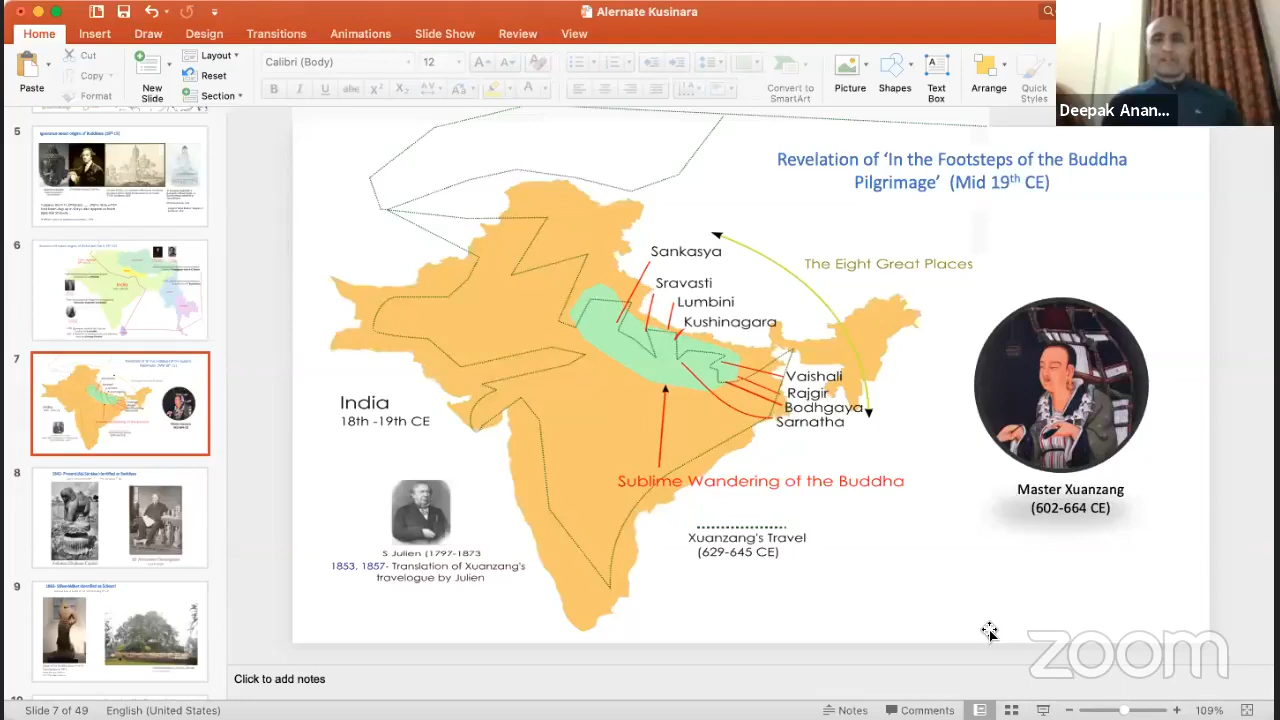 Alernate Kusinara
Home Insert Draw Design Transitions Animations Slide Show Review View
Paste
Cut
Copy
Format
New
Slide
Layout
Reset
Section
Calibri (Body)
12
Convert to
SmartArt
Picture
Shapes
Text
Box
Arrange
Quick
Styles
Deepak Anan...
5
6
India
7
8
9
Revelation of ‘In the Footsteps of the Buddha
Pilgrimage’ (Mid 19th CE)
Sankasya
The Eight Great Places
Sravasti
Lumbini
Kushinagara
Vaishali
Rajgir
Bodhgaya
Sarnatha
India
18th -19th CE
Sublime Wandering of the Buddha
Master Xuanzang
(602-664 CE)
Xuanzang's Travel
(629-645 CE)
S Julien (1797-1873
1853, 1857- Translation of Xuanzang's
travelogue by Julien
zoom
Click to add notes
Slide 7 of 49 English (United States) Notes Comments 109%